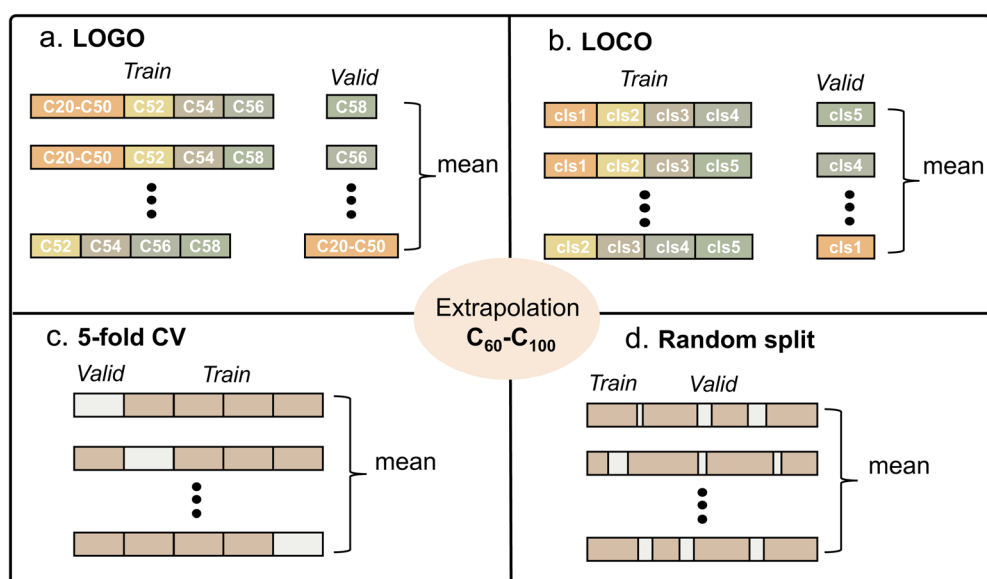 a. LOGO
Train Valid
C20-C50 C52 C54 C56 C58
C20-C50 C52 C54 C58 C56
mean
C52 C54 C56 C58 C20-C50
b. LOCO
Train Valid
cls1 cls2 cls3 cls4 cls5
cls1 cls2 cls3 cls5 cls4
mean
cls2 cls3 cls4 cls5 cls1
Extrapolation
C₆₀-C₁₀₀
c. 5-fold CV
Valid Train
mean
d. Random split
Train Valid
mean